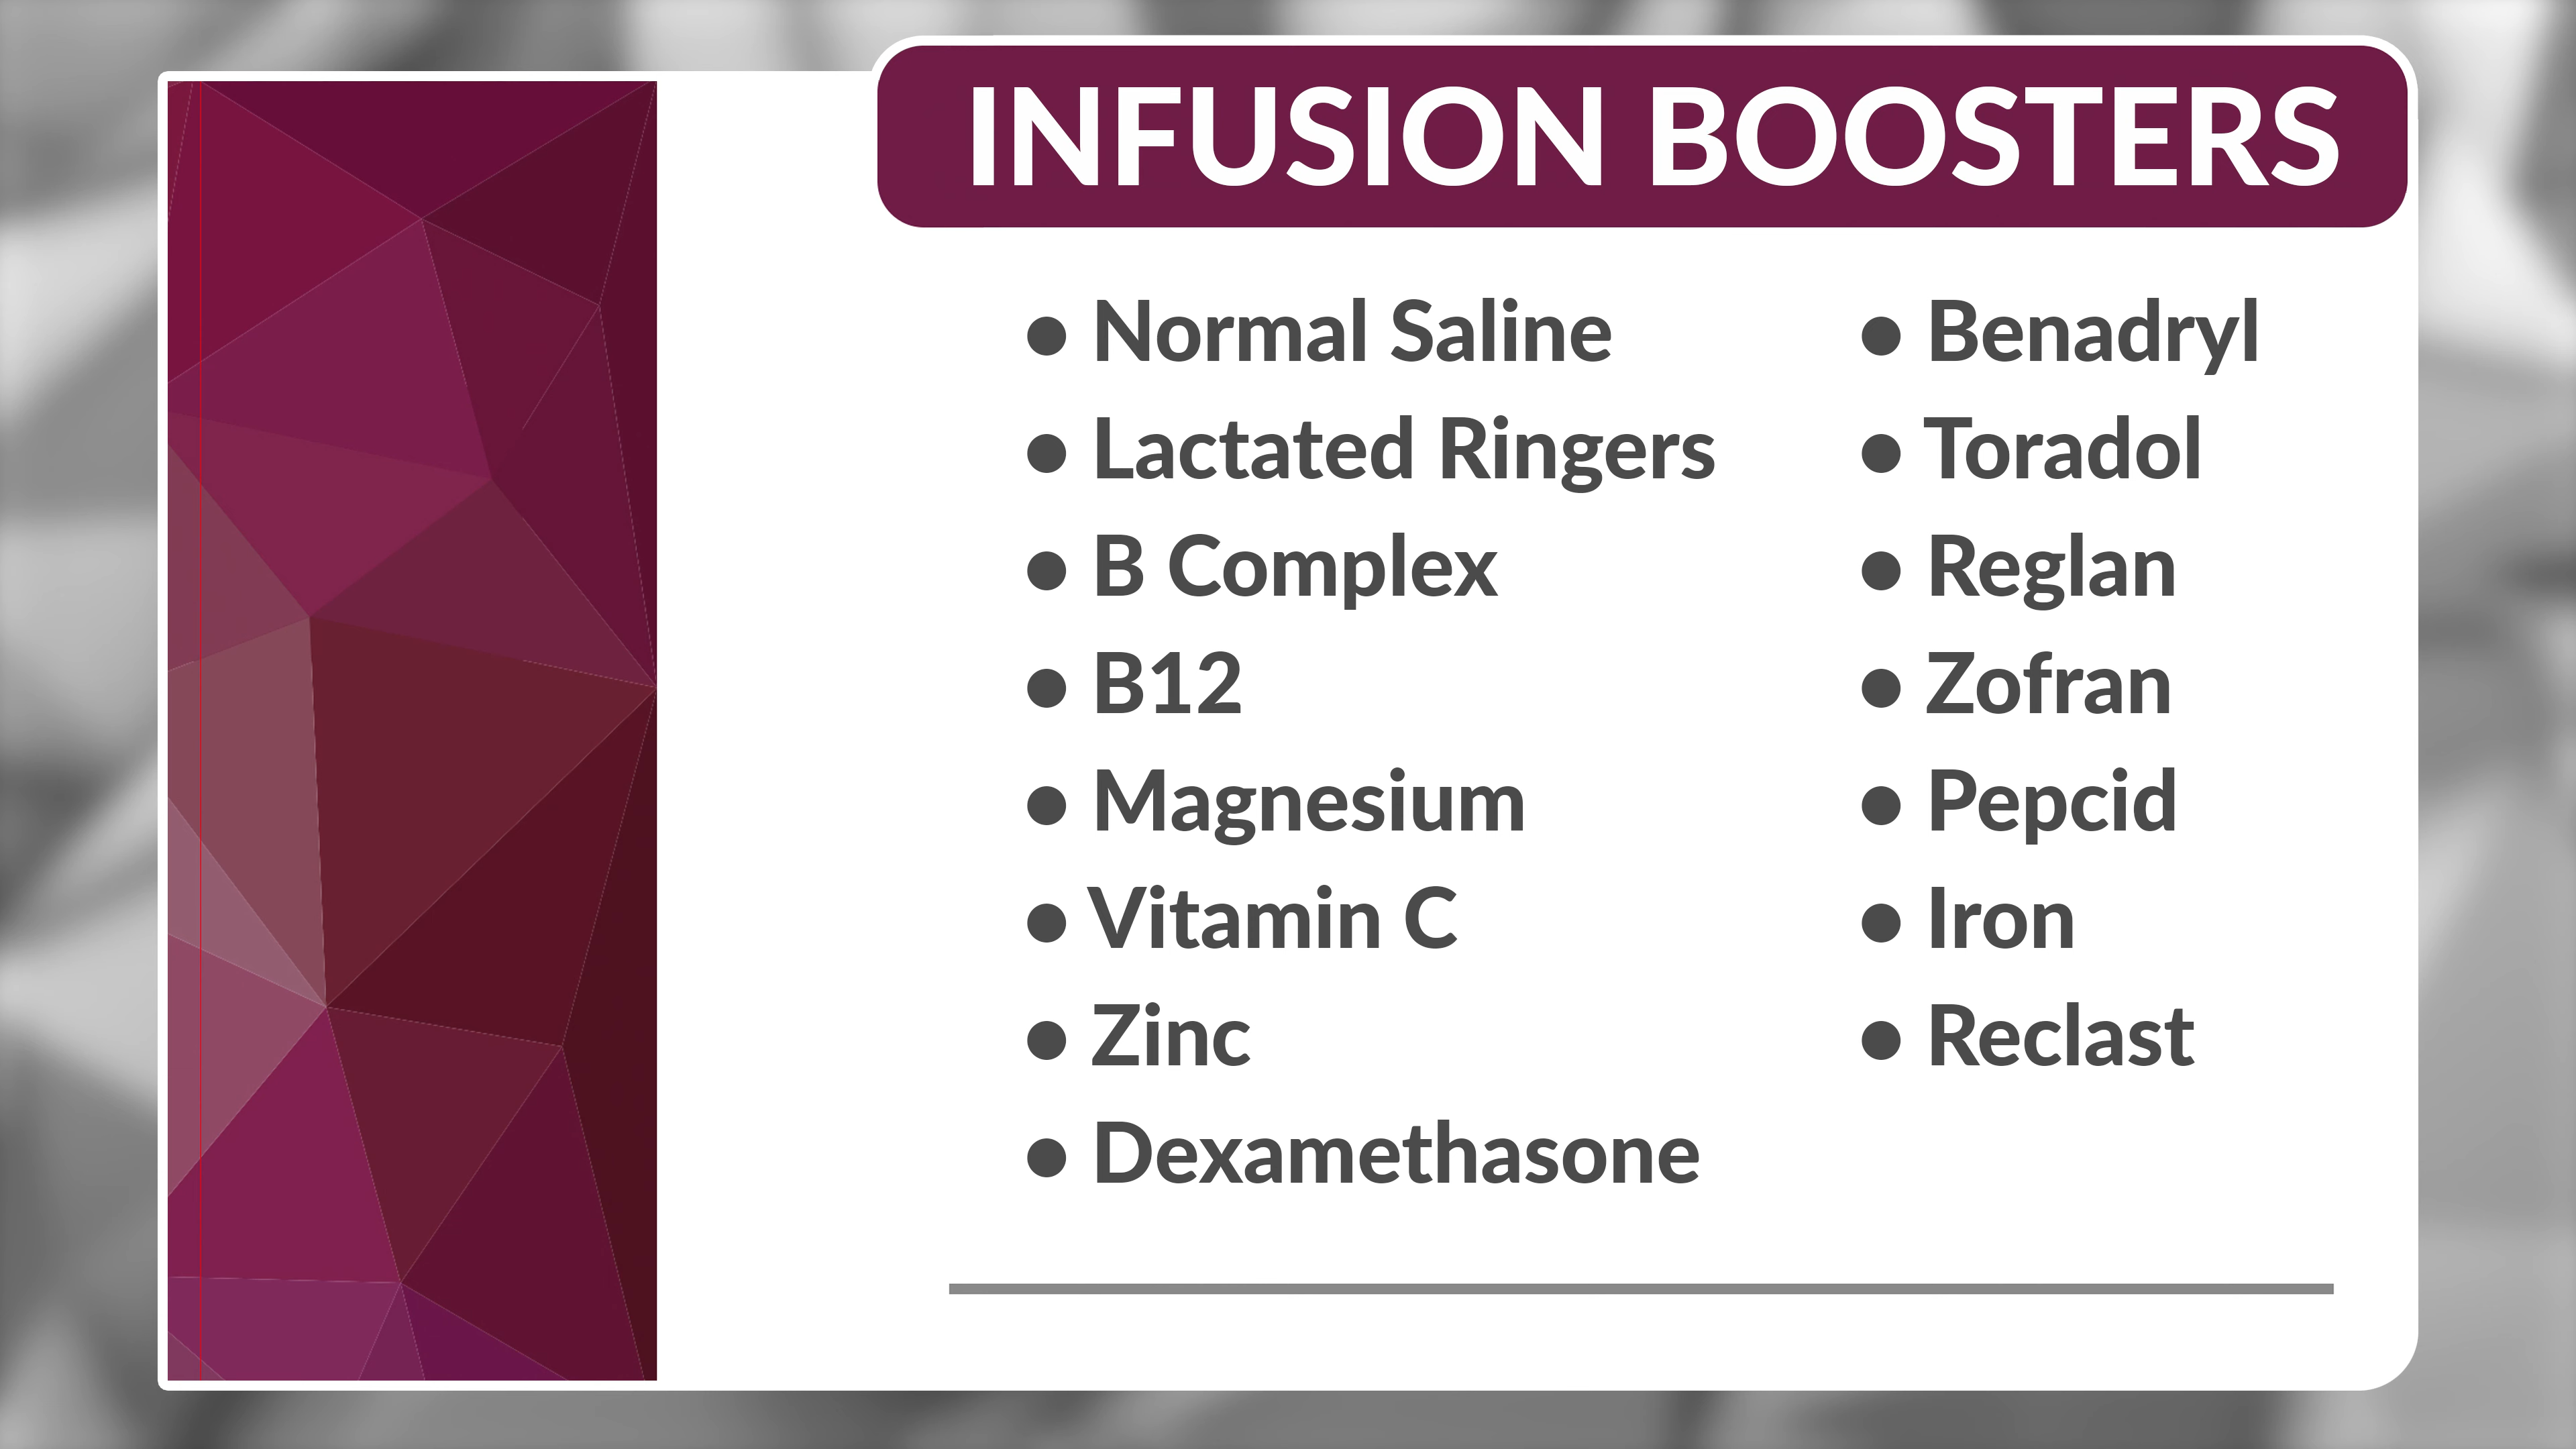 INFUSION BOOSTERS
• Normal Saline
• Lactated Ringers
• B Complex
• B12
• Magnesium
• Vitamin C
• Zinc
• Dexamethasone
• Benadryl
• Toradol
• Reglan
• Zofran
• Pepcid
• Iron
• Reclast